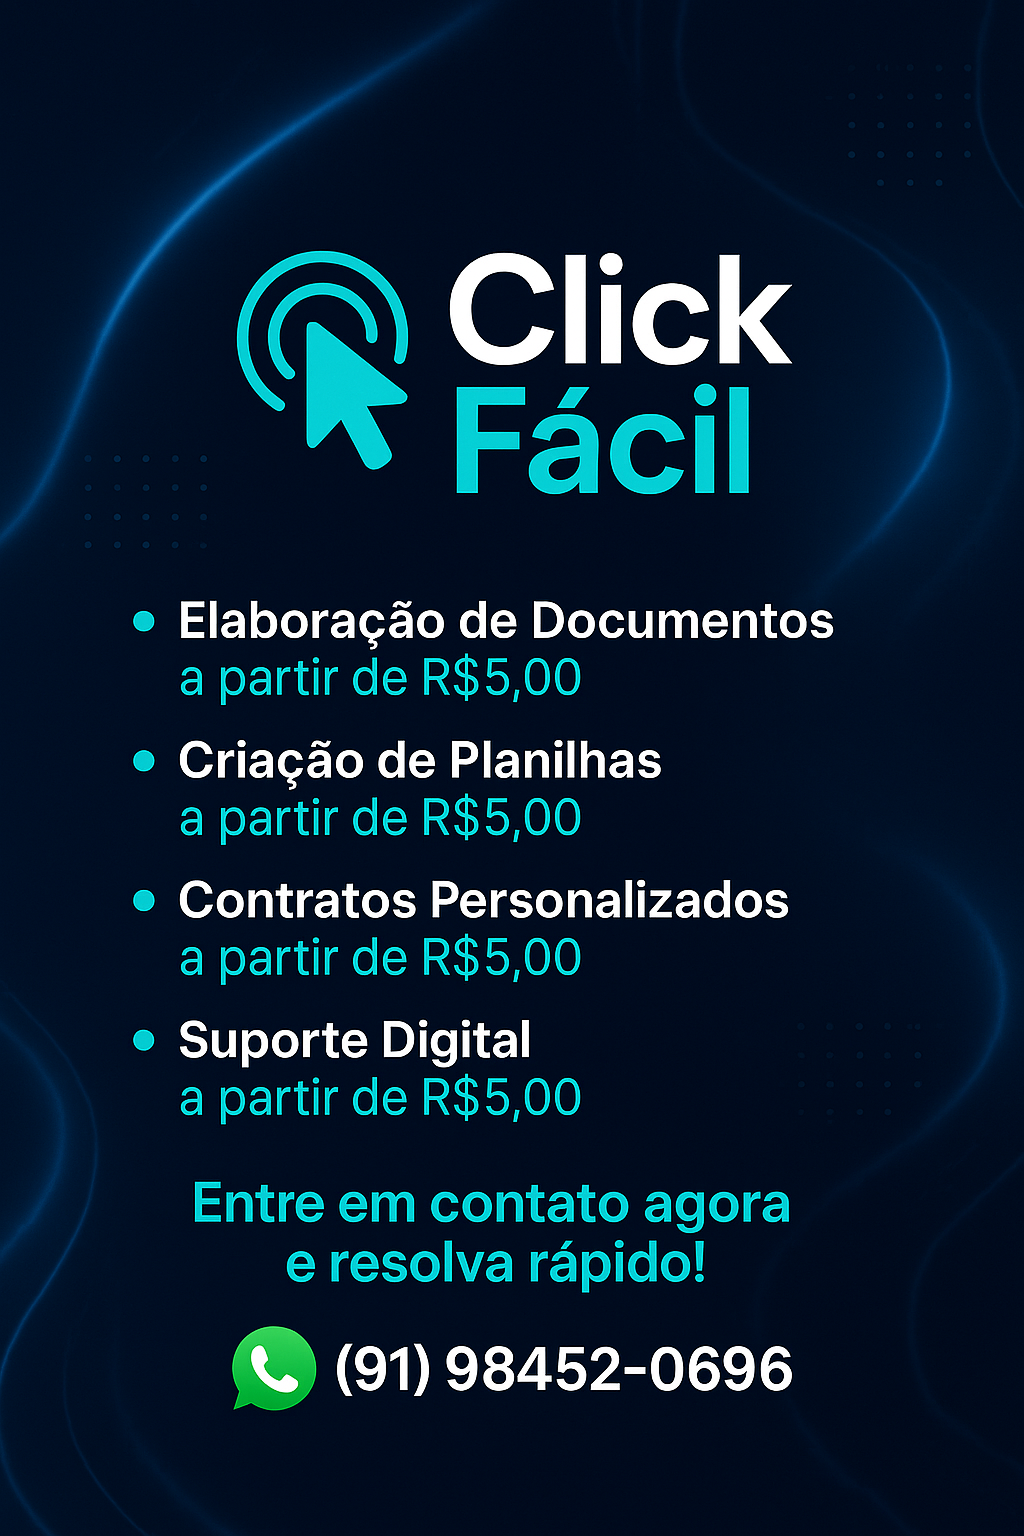 Click
Fácil
Elaboração de Documentos
a partir de R$5,00
Criação de Planilhas
a partir de R$5,00
Contratos Personalizados
a partir de R$5,00
Suporte Digital
a partir de R$5,00
Entre em contato agora
e resolva rápido!
(91) 98452-0696